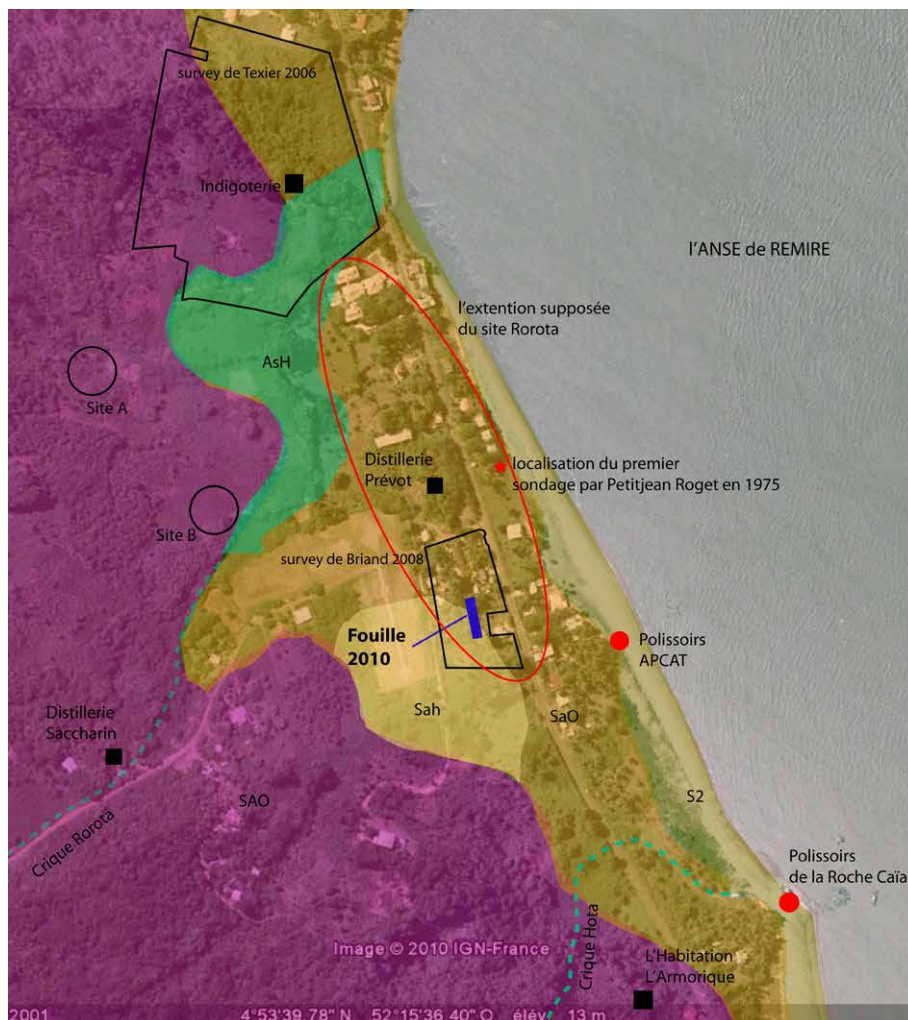 survey de Texier 2006
Indigoterie
l'ANSE de REMIRE
l'extention supposée
du site Rorota
AsH
Site A
Distillerie
Prévot
localisation du premier
sondage par Petitjean Roget en 1975
Site B
survey de Briand 2008
Fouille
2010
Polissoirs
APCAT
Distillerie
Saccharin
Sah
SaO
S2
SAO
Crique Rorota
Polissoirs
de la Roche Caïa
Image © 2010 IGN-France
Crique Hota
L'Habitation
L'Armorique
2001 4°53'39.78" N 52°15'36.40" O élév. 13 m